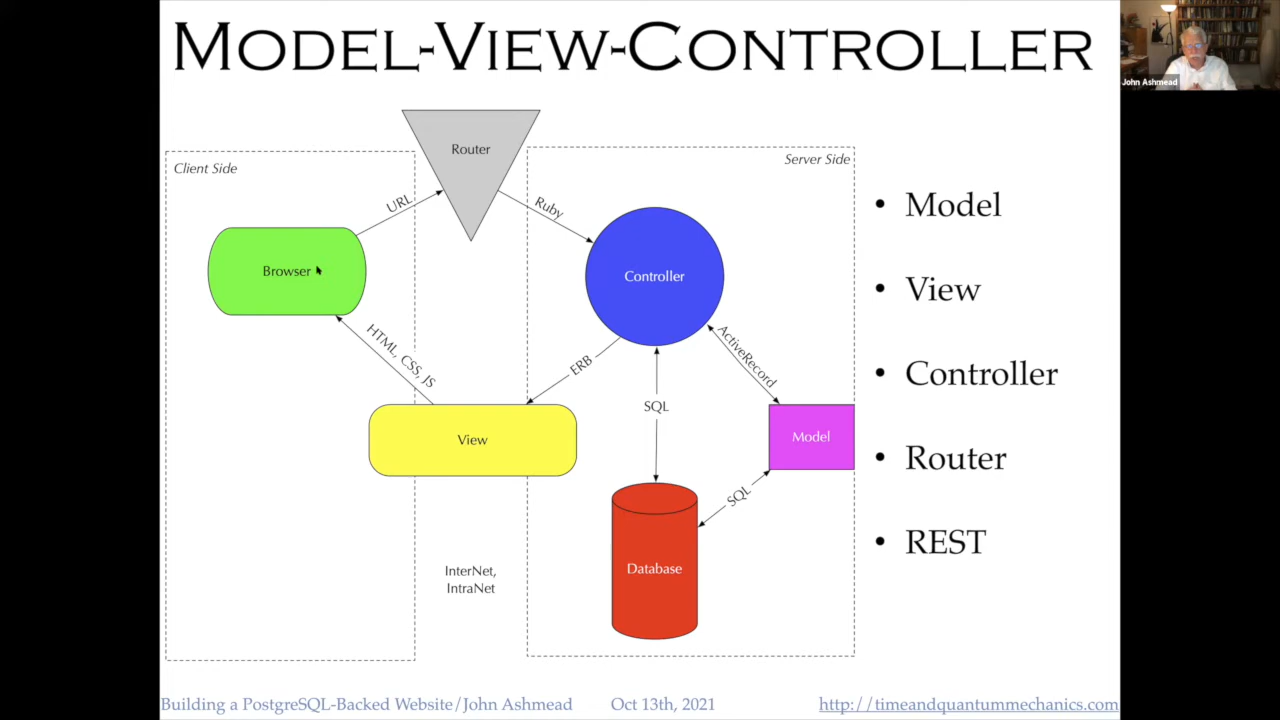 MODEL-VIEW-CONTROLLER
John Ashmead
Router
Client Side
Server Side
URL
Ruby
Browser
Controller
HTML, CSS, JS
ERB
ActiveRecord
SQL
View
Model
SQL
Database
InterNet,
IntraNet
• Model
• View
• Controller
• Router
• REST
Building a PostgreSQL-Backed Website/John Ashmead Oct 13th, 2021 http://timeandquantummechanics.com